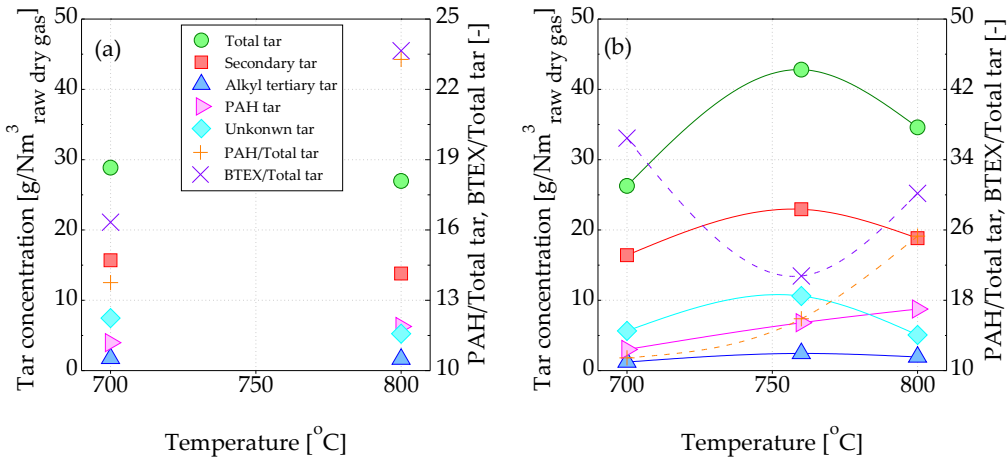 (a)
Total tar
Secondary tar
Alkyl tertiary tar
PAH tar
Unkonwn tar
PAH/Total tar
BTEX/Total tar
Tar concentration [g/Nm³ raw dry gas]
50
40
30
20
10
0
700
750
800
Temperature [°C]
25
22
19
16
13
10
PAH/Total tar, BTEX/Total tar [-]
(b)
Tar concentration [g/Nm³ raw dry gas]
50
40
30
20
10
0
700
750
800
Temperature [°C]
50
42
34
26
18
10
PAH/Total tar, BTEX/Total tar [-]